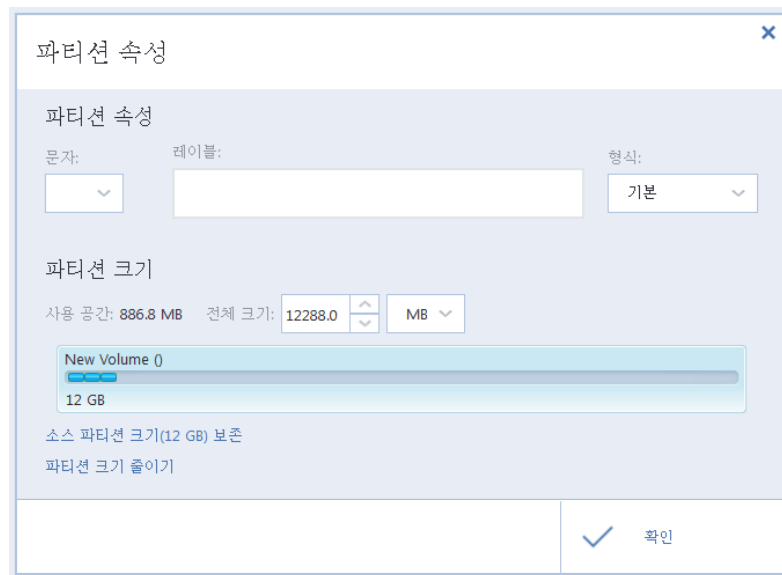 파티션 속성
파티션 속성
문자: 레이블: 형식:
기본
파티션 크기
사용 공간: 886.8 MB 전체 크기: 12288.0 MB
New Volume ()
12 GB
소스 파티션 크기(12 GB) 보존
파티션 크기 줄이기
확인